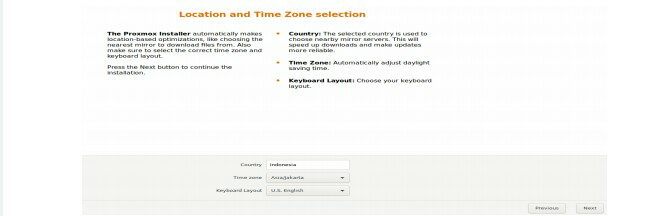 Location and Time Zone selection
The Proxmox Installer automatically makes
location-based optimizations, like choosing the
nearest mirror to download files from. Also
make sure to select the correct time zone and
keyboard layout.
Press the Next button to continue the
installation.
• Country: The selected country is used to
choose nearby mirror servers. This will
speed up downloads and make updates
more reliable.
• Time Zone: Automatically adjust daylight
saving time.
• Keyboard Layout: Choose your keyboard
layout.
Country Indonesia
Time zone Asia/Jakarta
Keyboard Layout U.S. English
Previous Next